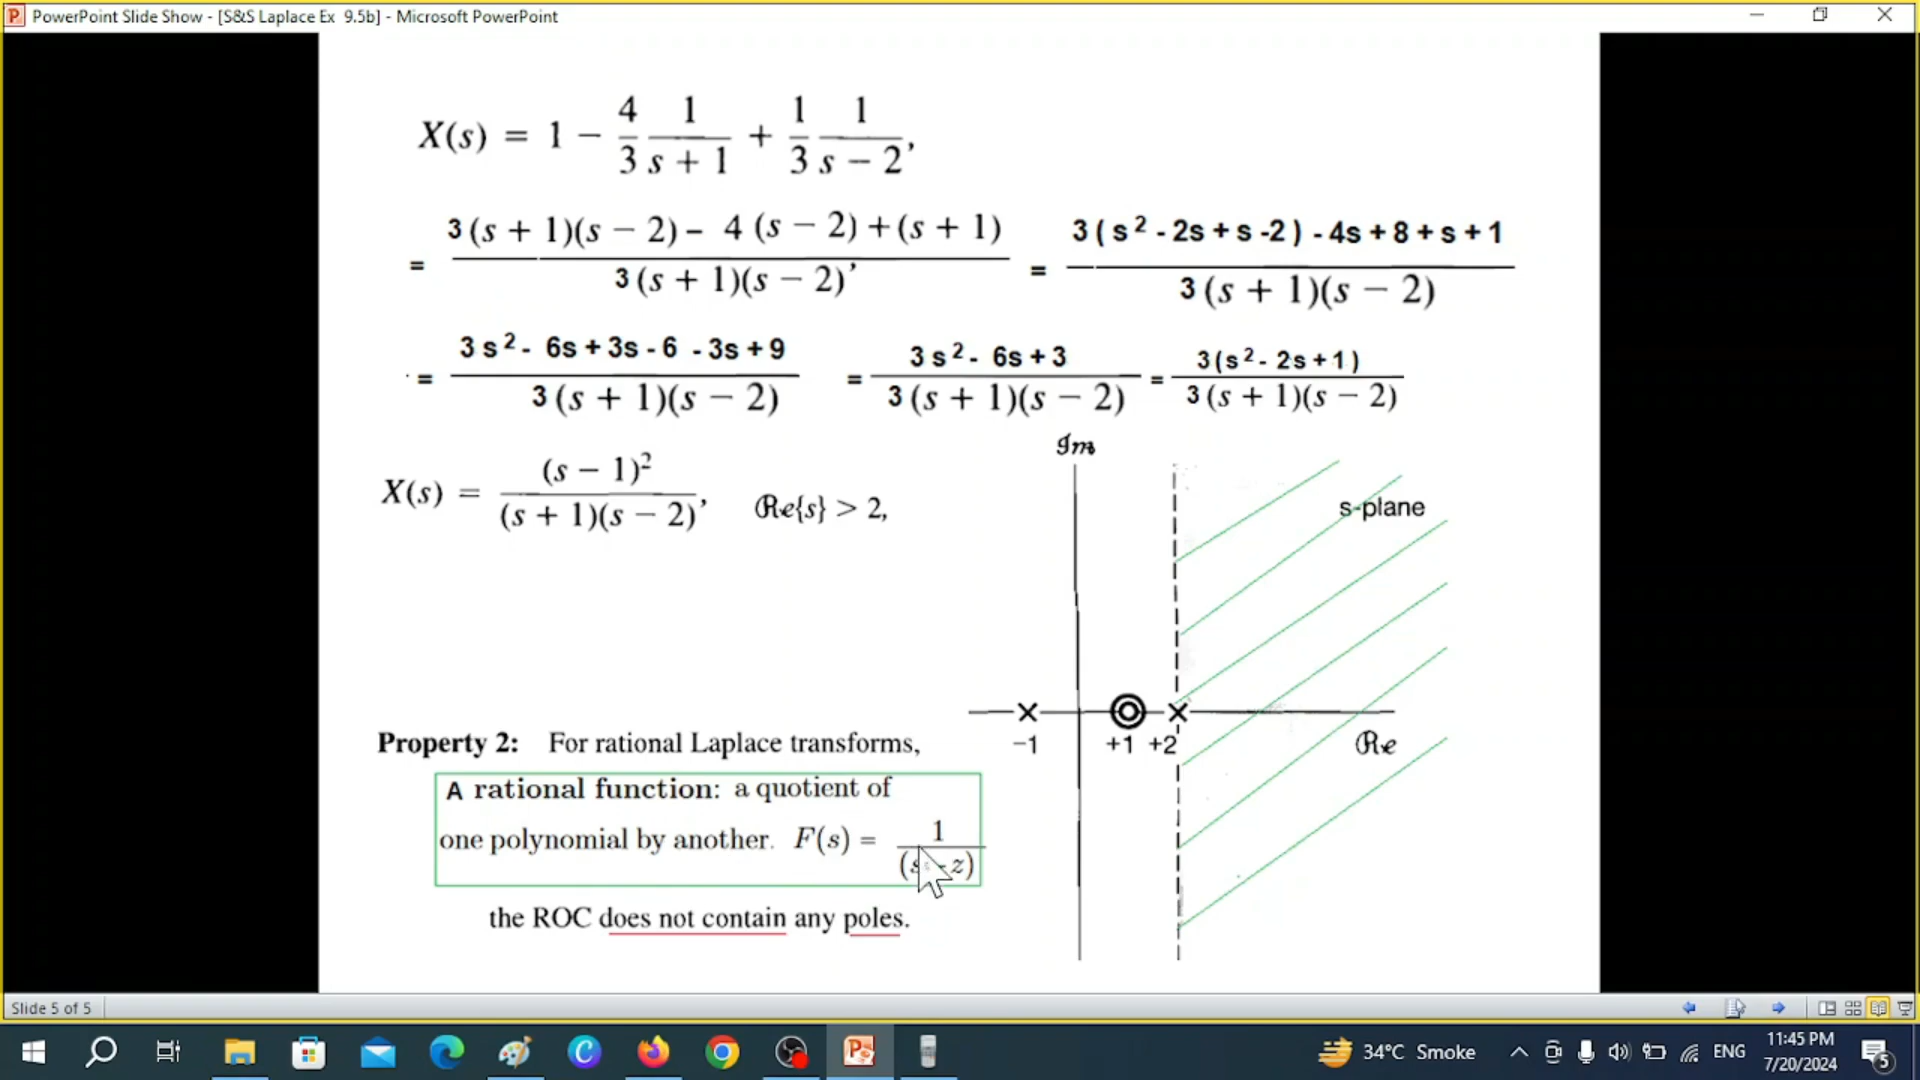 PowerPoint Slide Show - [S&S Laplace Ex 9.5b] - Microsoft PowerPoint
X(s) = 1 − 4/3 1/(s + 1) + 1/3 1/(s − 2),
= 3(s + 1)(s − 2) - 4(s − 2)+(s + 1) / 3(s + 1)(s − 2), = 3(s² - 2s + s -2) - 4s + 8 + s + 1 / 3(s + 1)(s − 2)
. = 3s² - 6s + 3s - 6 - 3s + 9 / 3(s + 1)(s − 2) = 3s² - 6s + 3 / 3(s + 1)(s − 2) = 3(s² - 2s + 1) / 3(s + 1)(s − 2)
X(s) = (s − 1)² / (s + 1)(s − 2), Re{s} > 2,
Im
s-plane
−1 +1 +2 Re
Property 2: For rational Laplace transforms,
A rational function: a quotient of
one polynomial by another. F(s) = 1 / (s-z)
the ROC does not contain any poles.
Slide 5 of 5
34°C Smoke ENG 11:45 PM
7/20/2024 5